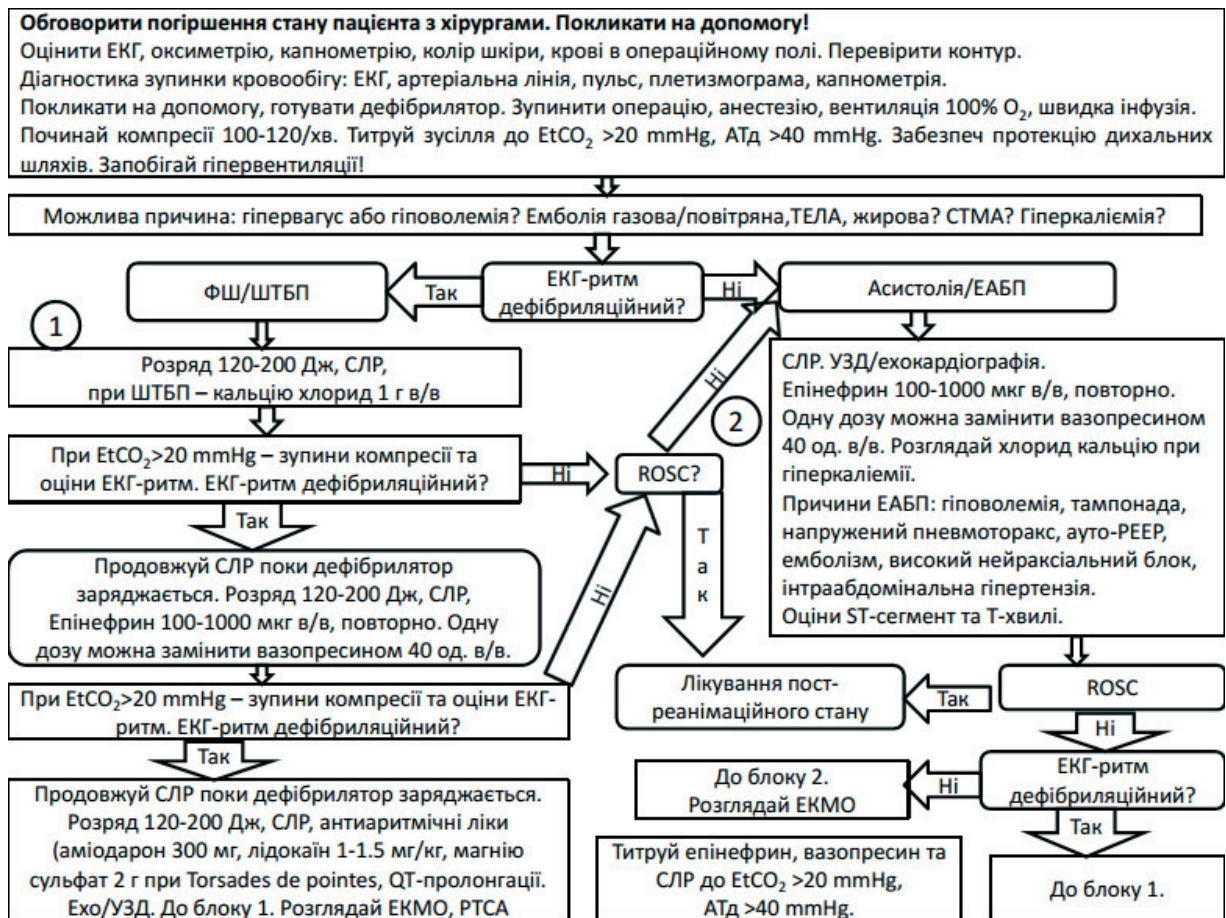 Обговорити погіршення стану пацієнта з хірургами. Покликати на допомогу!
Оцінити ЕКГ, оксиметрію, капнометрію, колір шкіри, крові в операційному полі. Перевірити контур.
Діагностика зупинки кровообігу: ЕКГ, артеріальна лінія, пульс, плетизмограма, капнометрія.
Покликати на допомогу, готувати дефібрилятор. Зупинити операцію, анестезію, вентиляція 100% O₂, швидка інфузія.
Починай компресії 100-120/хв. Титруй зусілля до EtCO₂ >20 mmHg, АТд >40 mmHg. Забезпеч протекцію дихальних
шляхів. Запобігай гіпервентиляції!
Можлива причина: гіпервагус або гіповолемія? Емболія газова/повітряна,ТЕЛА, жирова? СТМА? Гіперкаліємія?
ФШ/ШТБП
Так
ЕКГ-ритм
дефібриляційний?
Ні
Асистолія/ЕАБП
1
Розряд 120-200 Дж, СЛР,
при ШТБП – кальцію хлорид 1 г в/в
При EtCO₂>20 mmHg – зупини компресії та
оціни ЕКГ-ритм. ЕКГ-ритм дефібриляційний?
Ні
ROSC?
Ні
2
СЛР. УЗД/ехокардіографія.
Епінефрин 100-1000 мкг в/в, повторно.
Одну дозу можна замінити вазопресином
40 од. в/в. Розглядай хлорид кальцію при
гіперкаліемії.
Причини ЕАБП: гіповолемія, тампонада,
напружений пневмоторакс, ауто-PEEP,
емболізм, високий нейраксіальний блок,
інтраабдомінальна гіпертензія.
Оціни ST-сегмент та Т-хвилі.
Так
Продовжуй СЛР поки дефібрилятор
заряджається. Розряд 120-200 Дж, СЛР,
Епінефрин 100-1000 мкг в/в, повторно. Одну
дозу можна замінити вазопресином 40 од. в/в.
Ні
Так
При EtCO₂>20 mmHg – зупини компресії та оціни ЕКГ-
ритм. ЕКГ-ритм дефібриляційний?
Лікування пост-
реанімаційного стану
Так
ROSC
Ні
Так
Продовжуй СЛР поки дефібрилятор заряджається.
Розряд 120-200 Дж, СЛР, антиаритмічні ліки
(аміодарон 300 мг, лідокаїн 1-1.5 мг/кг, магнію
сульфат 2 г при Torsades de pointes, QT-пролонгації.
Ехо/УЗД. До блоку 1. Розглядай ЕКМО, PTCA
До блоку 2.
Розглядай ЕКМО
Ні
ЕКГ-ритм
дефібриляційний?
Так
Титруй епінефрин, вазопресин та
СЛР до EtCO₂ >20 mmHg,
АТд >40 mmHg.
До блоку 1.